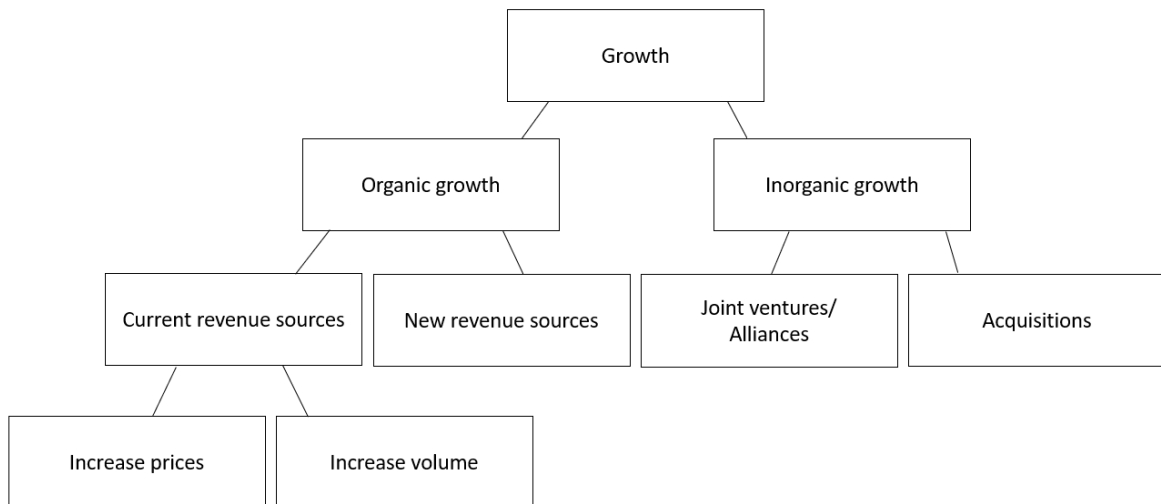 Growth
Organic growth
Inorganic growth
Current revenue sources
New revenue sources
Joint ventures/
Alliances
Acquisitions
Increase prices
Increase volume